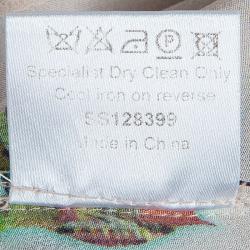 Specialist Dry Clean Only
Cool iron on reverse
SS128399
Made in China